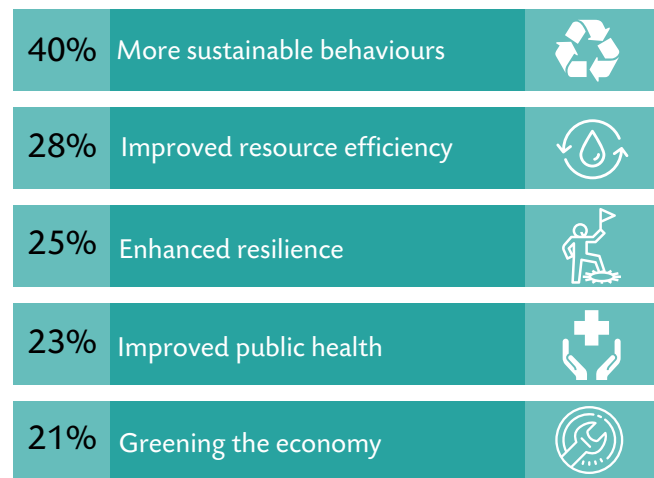 40% More sustainable behaviours
28% Improved resource efficiency
25% Enhanced resilience
23% Improved public health
21% Greening the economy